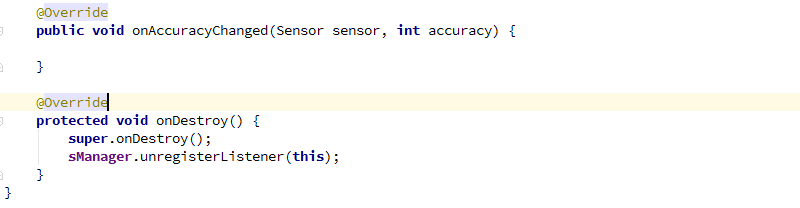 @Override
public void onAccuracyChanged(Sensor sensor, int accuracy) {
}
@Override
protected void onDestroy() {
super.onDestroy();
sManager.unregisterListener(this);
}
}